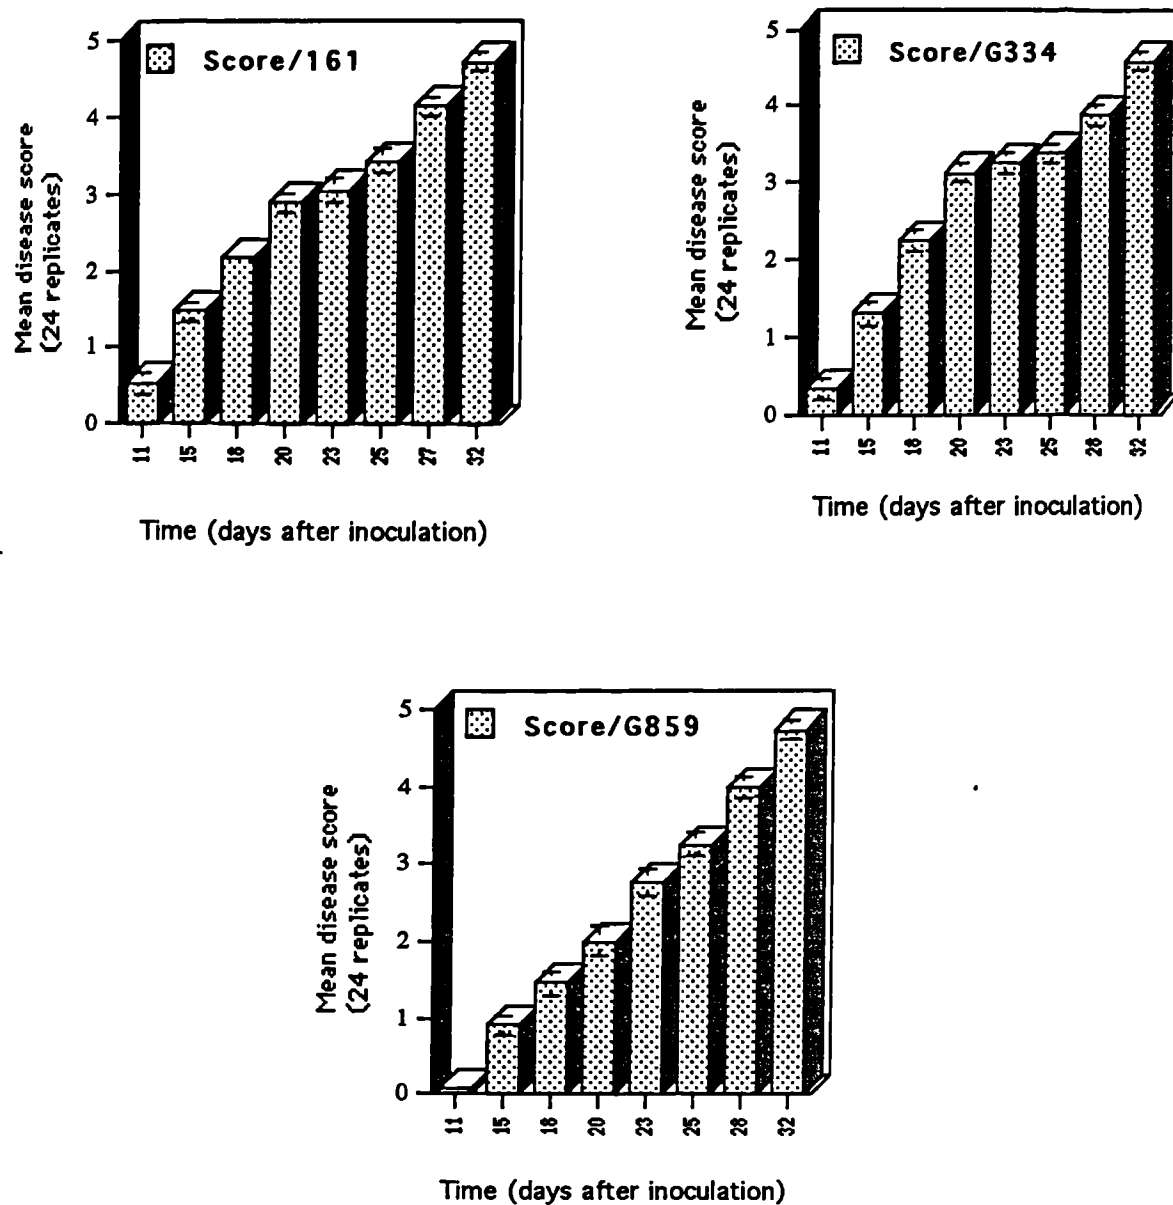 Score/161
Mean disease score
(24 replicates)
5
4
3
2
1
0
11 15 18 20 23 25 27 32
Time (days after inoculation)
Score/G334
Mean disease score
(24 replicates)
5
4
3
2
1
0
11 15 18 20 23 25 28 32
Time (days after inoculation)
Score/G859
Mean disease score
(24 replicates)
5
4
3
2
1
0
11 15 18 20 23 25 28 32
Time (days after inoculation)